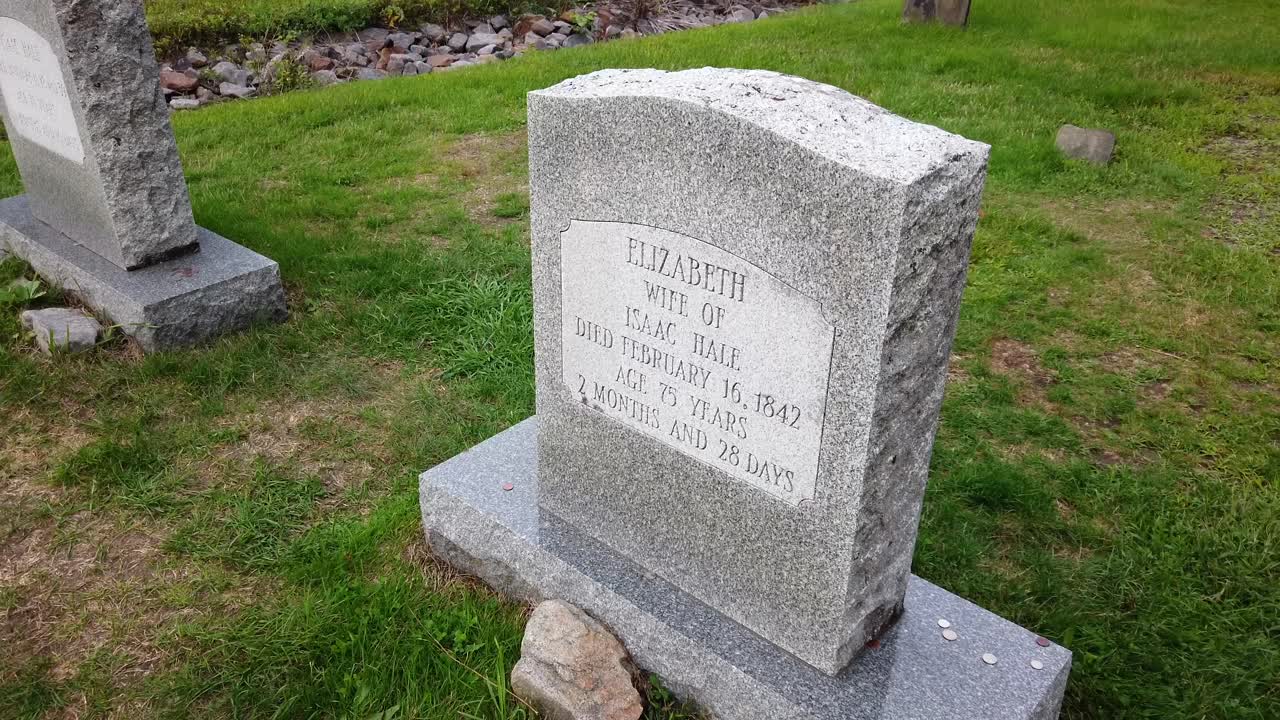 ELIZABETH
WIFE OF
ISAAC HALE
DIED FEBRUARY 16, 1842
AGE 75 YEARS
2 MONTHS AND 28 DAYS